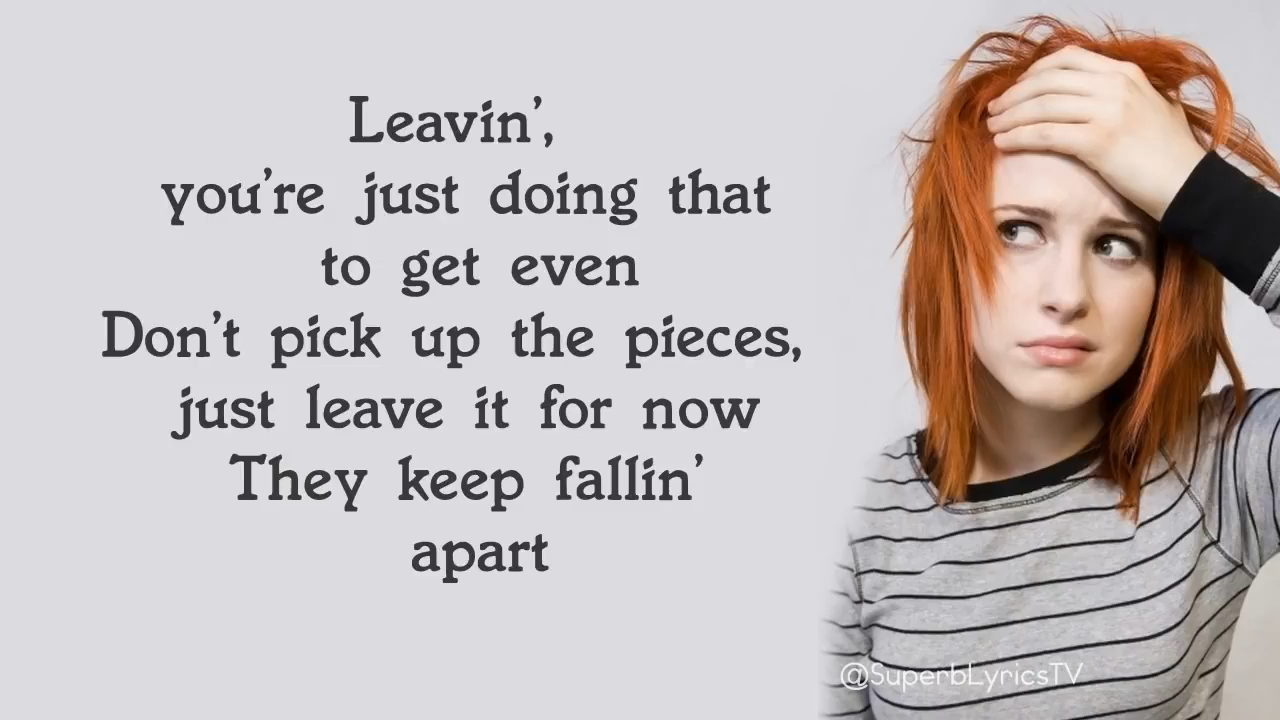 Leavin’,
you’re just doing that
to get even
Don’t pick up the pieces,
just leave it for now
They keep fallin’
apart
@SuperbLyricsTV